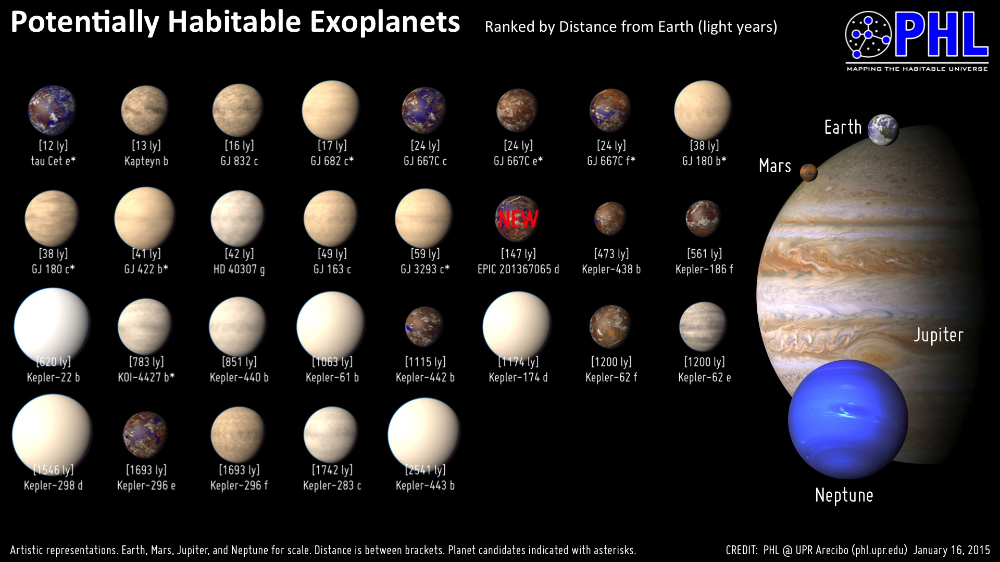 Potentially Habitable Exoplanets
Ranked by Distance from Earth (light years)
PHL
MAPPING THE HABITABLE UNIVERSE
[12 ly] [13 ly] [16 ly] [17 ly] [24 ly] [24 ly] [24 ly] [38 ly]
tau Cet e* Kapteyn b GJ 832 c GJ 682 c* GJ 667C c GJ 667C e* GJ 667C f* GJ 180 b*
Earth
Mars
NEW
[38 ly] [41 ly] [42 ly] [49 ly] [59 ly] [147 ly] [473 ly] [561 ly]
GJ 180 c* GJ 422 b* HD 40307 g GJ 163 c GJ 3293 c* EPIC 201367065 d Kepler-438 b Kepler-186 f
[620 ly] [783 ly] [851 ly] [1063 ly] [1115 ly] [1174 ly] [1200 ly] [1200 ly]
Kepler-22 b KOI-4427 b* Kepler-440 b Kepler-61 b Kepler-442 b Kepler-174 d Kepler-62 f Kepler-62 e
Jupiter
[1546 ly] [1693 ly] [1693 ly] [1742 ly] [2541 ly]
Kepler-298 d Kepler-296 e Kepler-296 f Kepler-283 c Kepler-443 b
Neptune
Artistic representations. Earth, Mars, Jupiter, and Neptune for scale. Distance is between brackets. Planet candidates indicated with asterisks.
CREDIT: PHL @ UPR Arecibo (phl.upr.edu) January 16, 2015